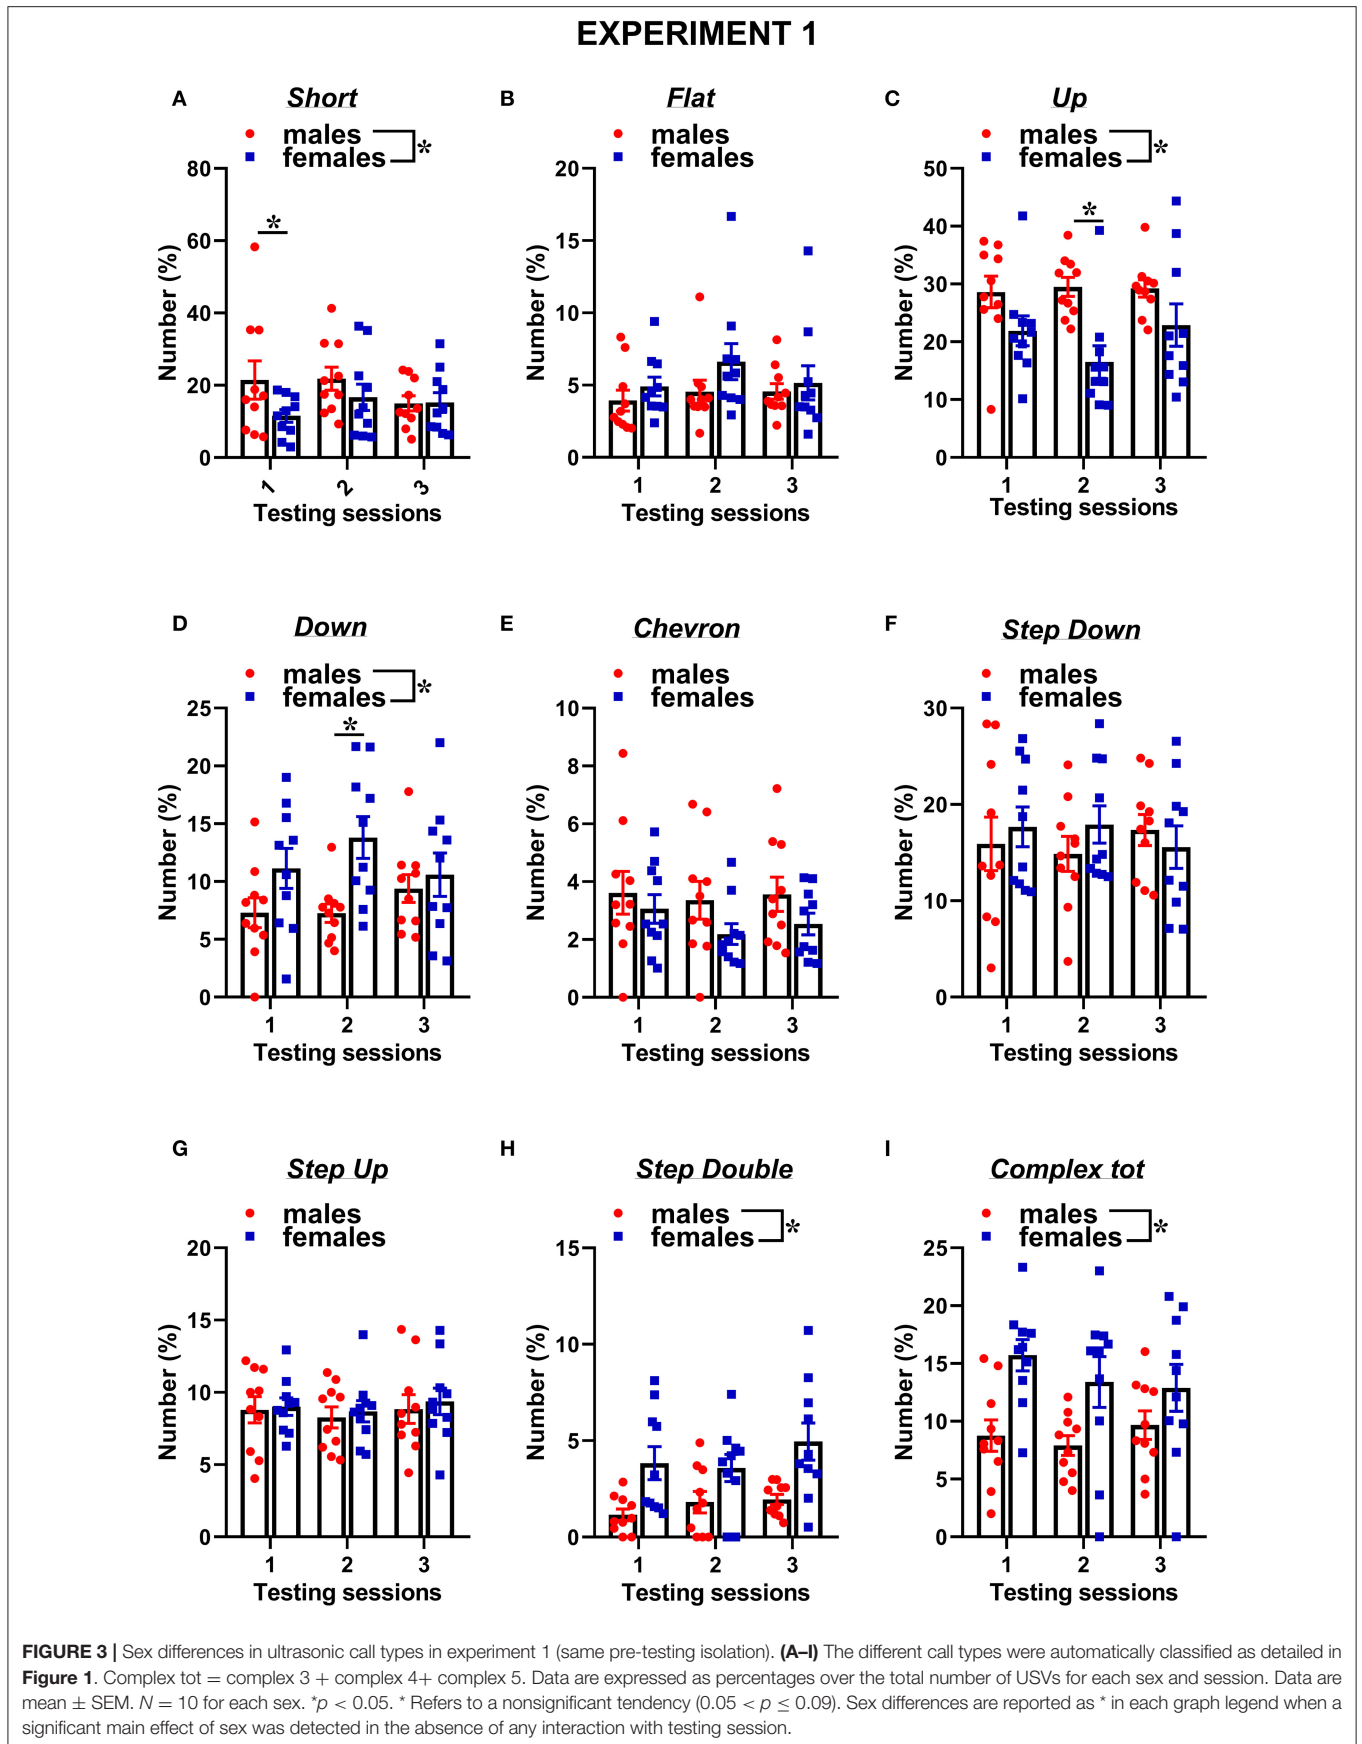 EXPERIMENT 1
A Short
males
females
*
*
Number (%)
80
60
40
20
0
1 2 3
Testing sessions
B Flat
males
females
Number (%)
20
15
10
5
0
1 2 3
Testing sessions
C Up
males
females
*
*
Number (%)
50
40
30
20
10
0
1 2 3
Testing sessions
D Down
males
females
*
*
Number (%)
25
20
15
10
5
0
1 2 3
Testing sessions
E Chevron
males
females
Number (%)
10
8
6
4
2
0
1 2 3
Testing sessions
F Step Down
males
females
Number (%)
30
20
10
0
1 2 3
Testing sessions
G Step Up
males
females
Number (%)
20
15
10
5
0
1 2 3
Testing sessions
H Step Double
males
females
*
Number (%)
15
10
5
0
1 2 3
Testing sessions
I Complex tot
males
females
*
Number (%)
25
20
15
10
5
0
1 2 3
Testing sessions
FIGURE 3 | Sex differences in ultrasonic call types in experiment 1 (same pre-testing isolation). (A–I) The different call types were automatically classified as detailed in
Figure 1. Complex tot = complex 3 + complex 4+ complex 5. Data are expressed as percentages over the total number of USVs for each sex and session. Data are
mean ± SEM. N = 10 for each sex. *p < 0.05. * Refers to a nonsignificant tendency (0.05 < p ≤ 0.09). Sex differences are reported as * in each graph legend when a
significant main effect of sex was detected in the absence of any interaction with testing session.